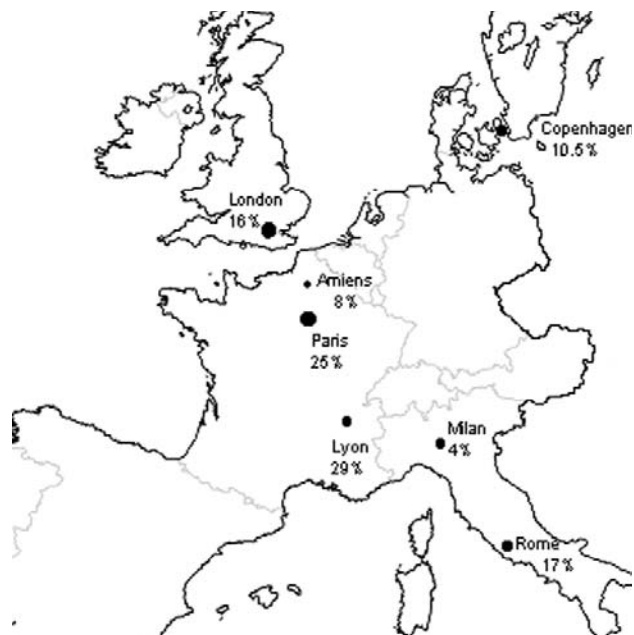 Copenhagen
10.5%
London
16%
Amiens
8%
Paris
25%
Lyon
29%
Milan
4%
Rome
17%